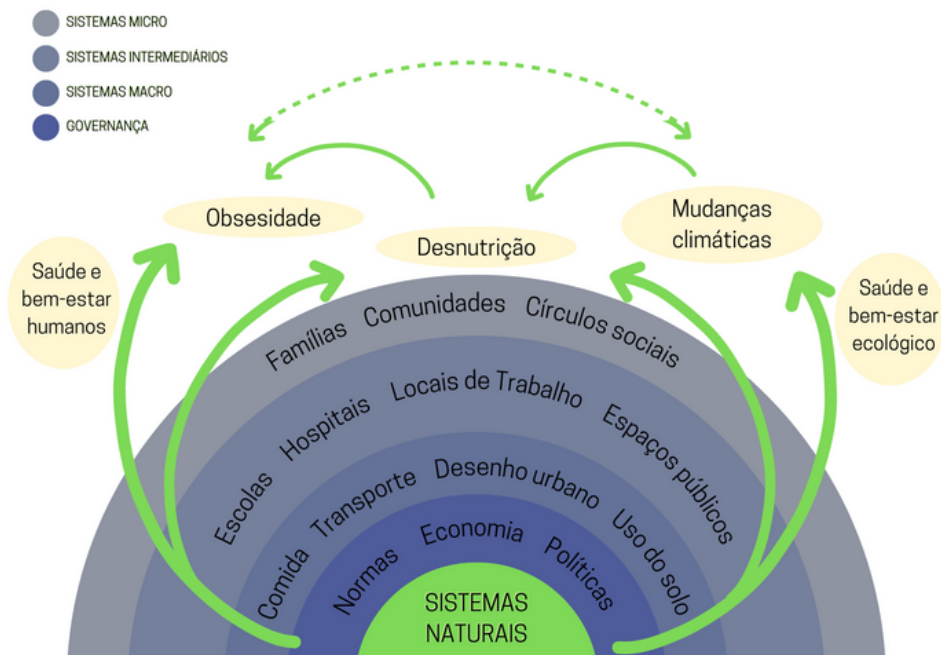 SISTEMAS MICRO
SISTEMAS INTERMEDIÁRIOS
SISTEMAS MACRO
GOVERNANÇA
Obsesidade
Desnutrição
Mudanças
climáticas
Saúde e
bem-estar
humanos
Saúde e
bem-estar
ecológico
Famílias Comunidades Círculos sociais
Escolas Hospitais Locais de Trabalho Espaços públicos
Comida Transporte Desenho urbano Uso do solo
Normas Economia Políticas
SISTEMAS
NATURAIS